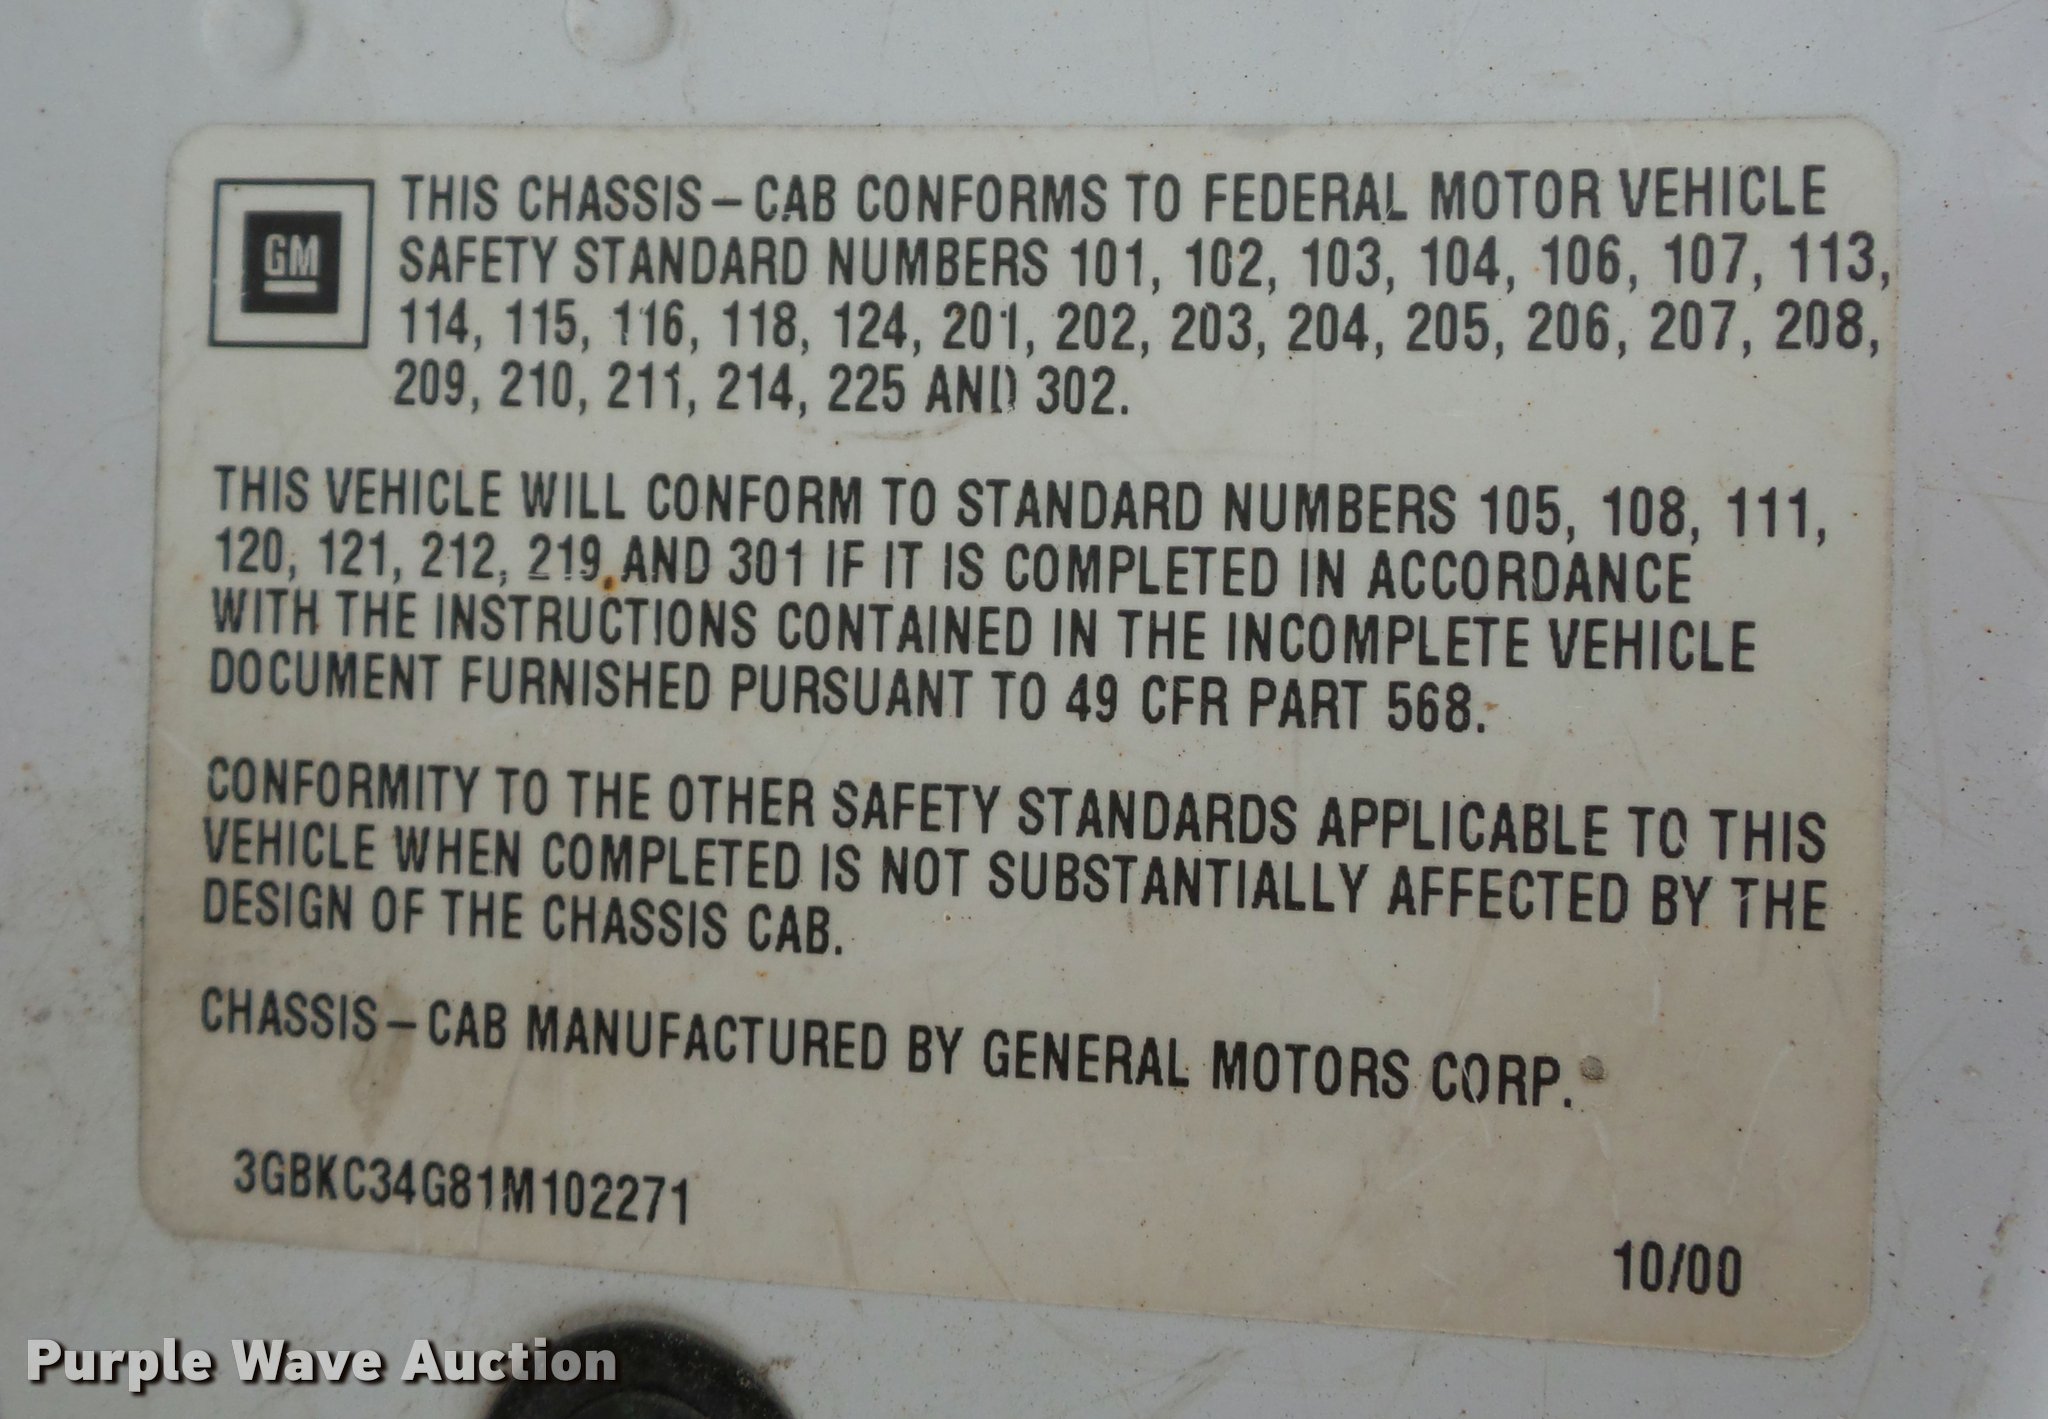 GM
THIS CHASSIS-CAB CONFORMS TO FEDERAL MOTOR VEHICLE
SAFETY STANDARD NUMBERS 101, 102, 103, 104, 106, 107, 113,
114, 115, 116, 118, 124, 201, 202, 203, 204, 205, 206, 207, 208,
209, 210, 211, 214, 225 AND 302.
THIS VEHICLE WILL CONFORM TO STANDARD NUMBERS 105, 108, 111,
120, 121, 212, 219, AND 301 IF IT IS COMPLETED IN ACCORDANCE
WITH THE INSTRUCTIONS CONTAINED IN THE INCOMPLETE VEHICLE
DOCUMENT FURNISHED PURSUANT TO 49 CFR PART 568.
CONFORMITY TO THE OTHER SAFETY STANDARDS APPLICABLE TO THIS
VEHICLE WHEN COMPLETED IS NOT SUBSTANTIALLY AFFECTED BY THE
DESIGN OF THE CHASSIS CAB.
CHASSIS-CAB MANUFACTURED BY GENERAL MOTORS CORP.
3GBKC34G81M102271
10/00
Purple Wave Auction